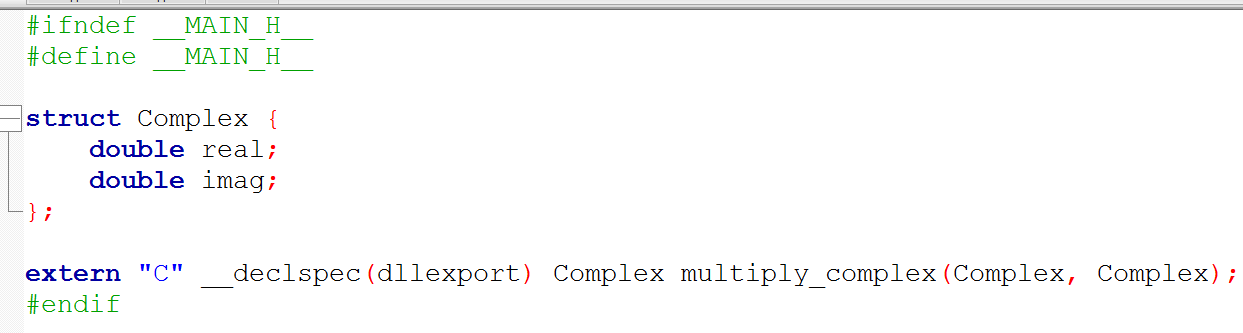 #ifndef __MAIN_H__
#define __MAIN_H__
struct Complex {
double real;
double imag;
};
extern "C" __declspec(dllexport) Complex multiply_complex(Complex, Complex);
#endif